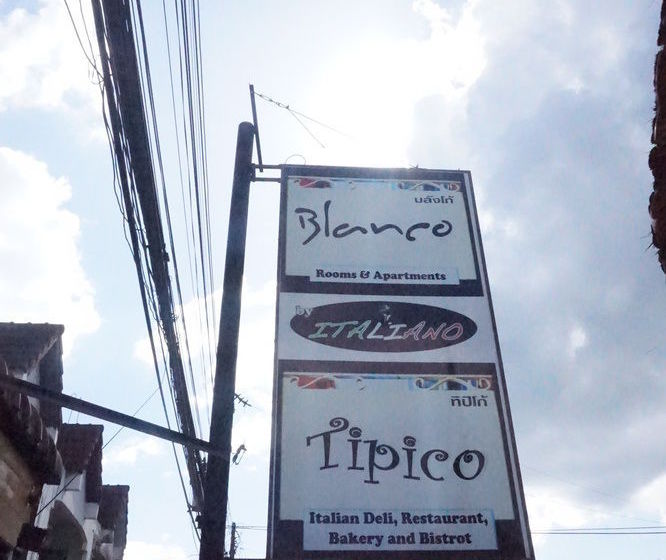 บลังโก้
Blanco
Rooms & Apartments
by
ITALIANO
ทิปิโก้
Tipico
Italian Deli, Restaurant,
Bakery and Bistrot